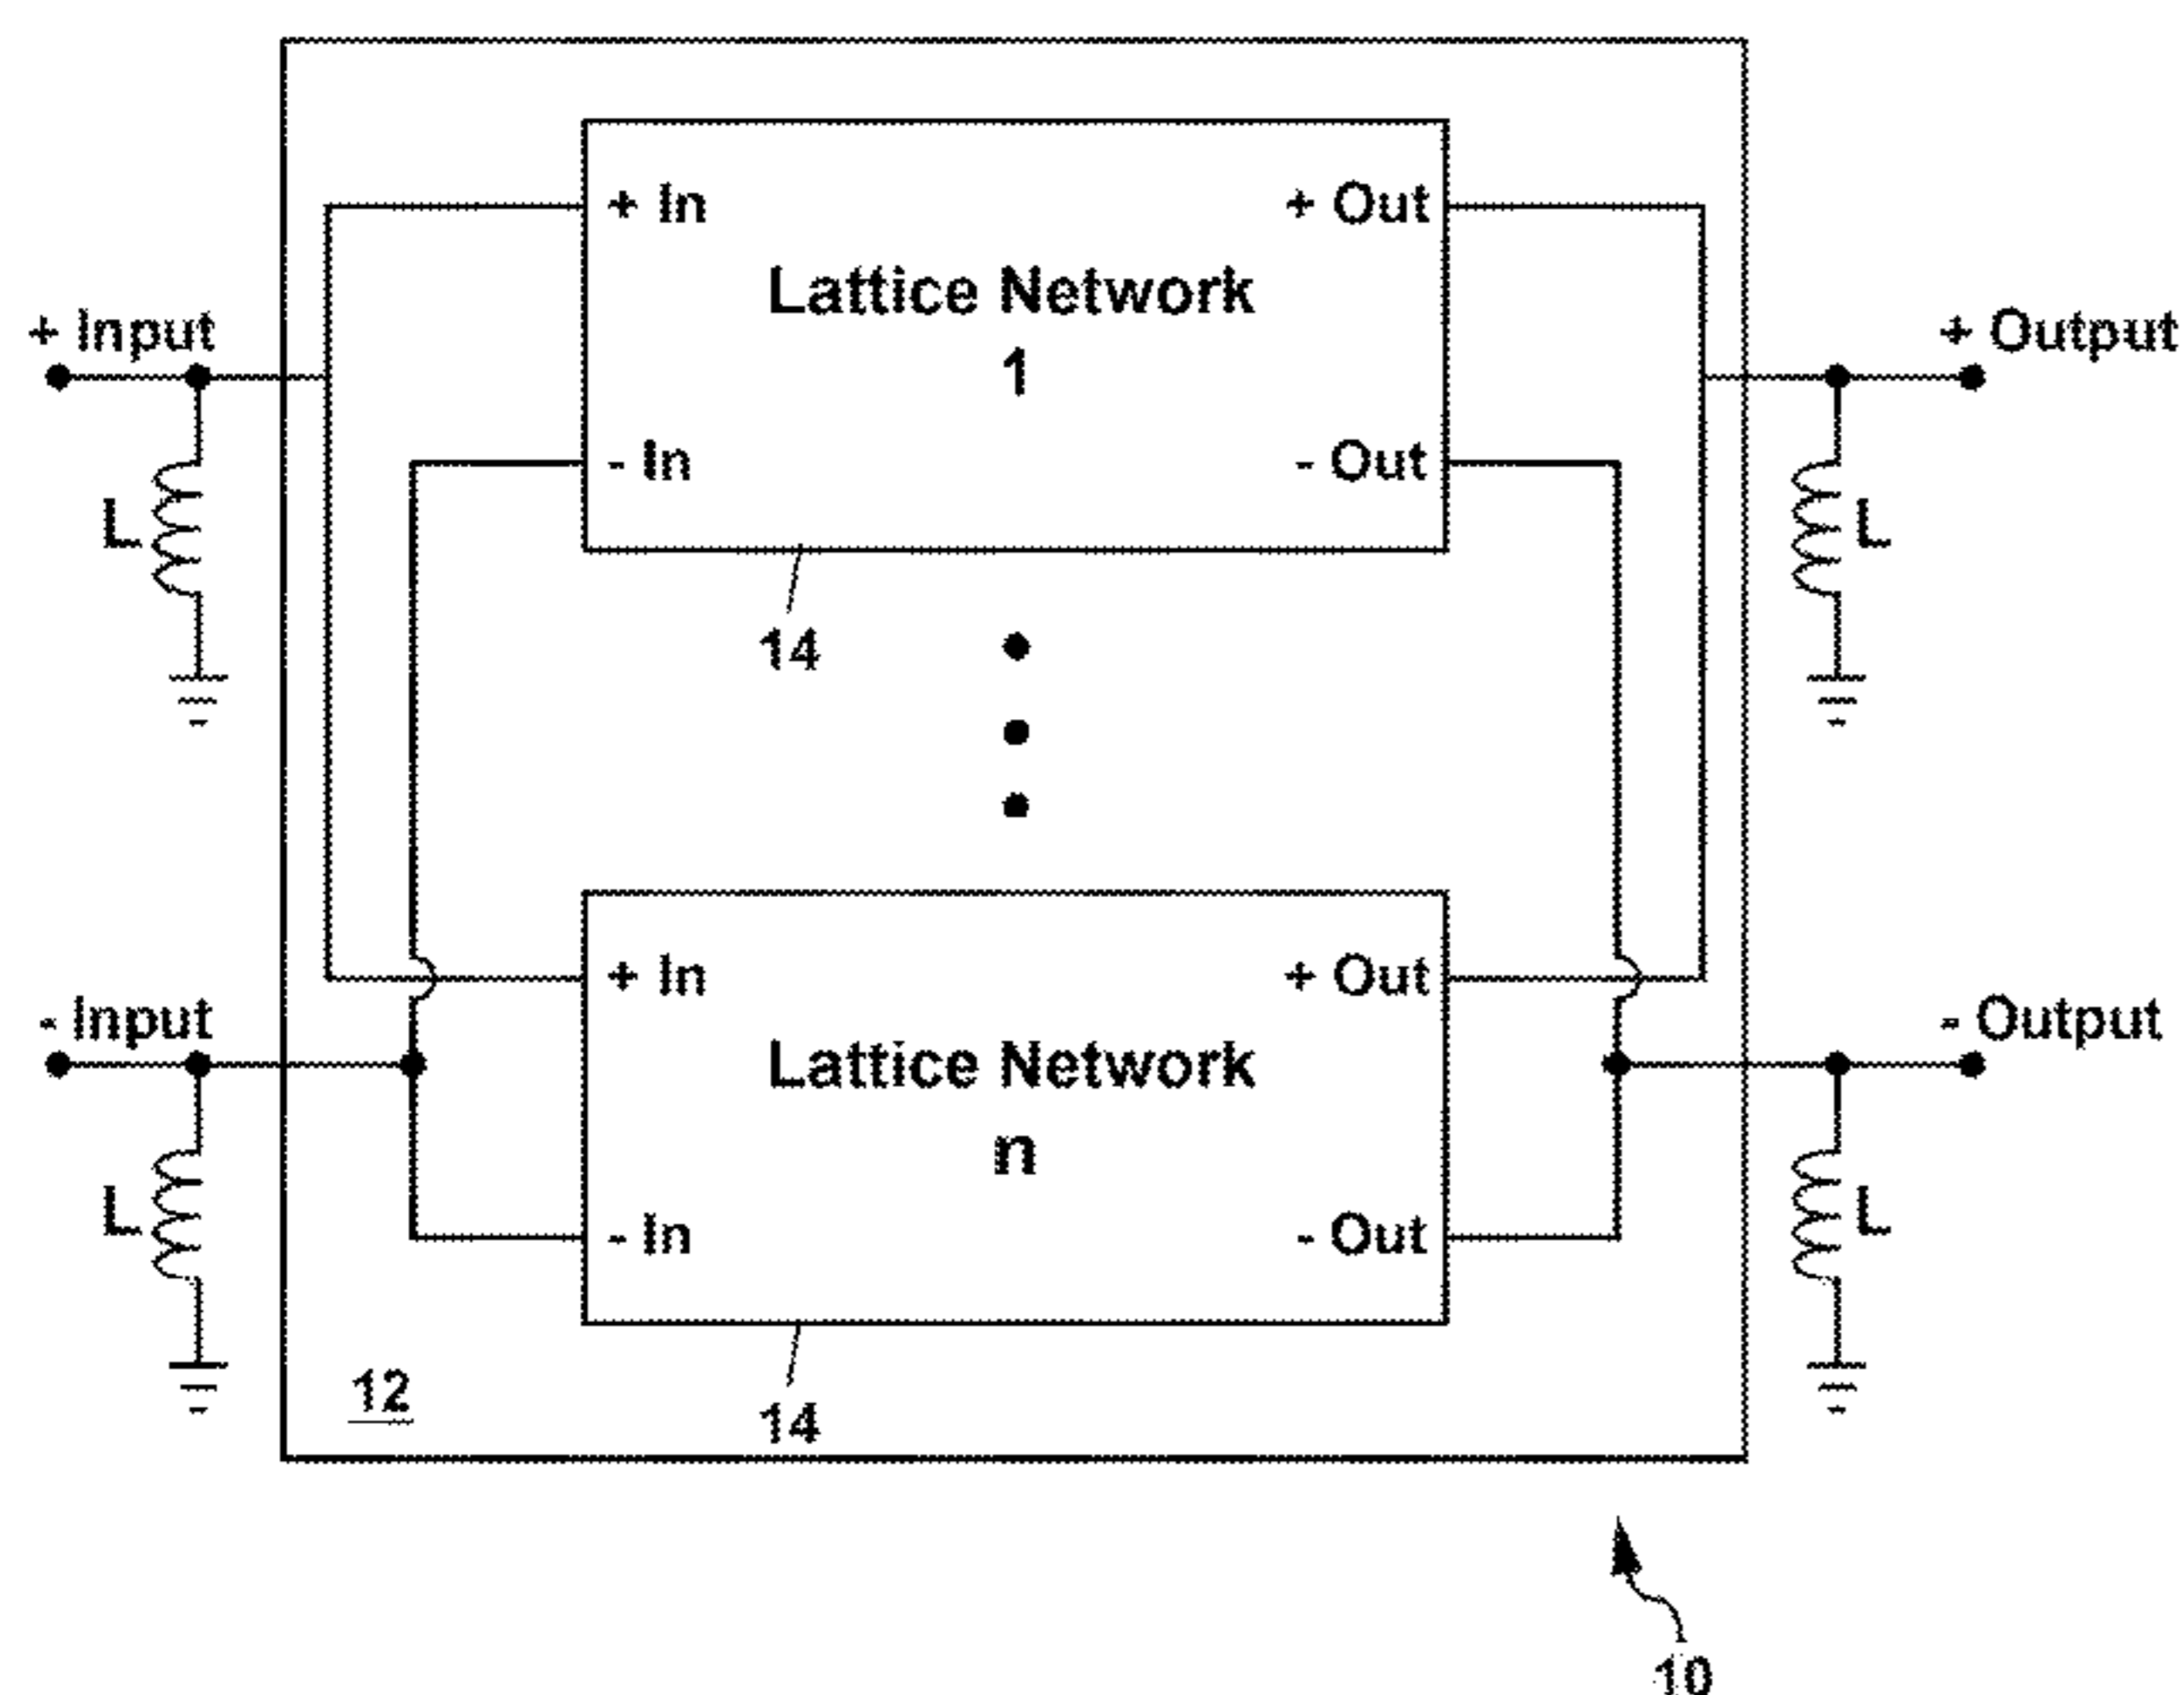 + In
+ Out
Lattice Network
1
+ Input
+ Output
- In
- Out
L
L
14
+ In
+ Out
- Input
- Output
Lattice Network
n
L
L
- In
- Out
12
14
10